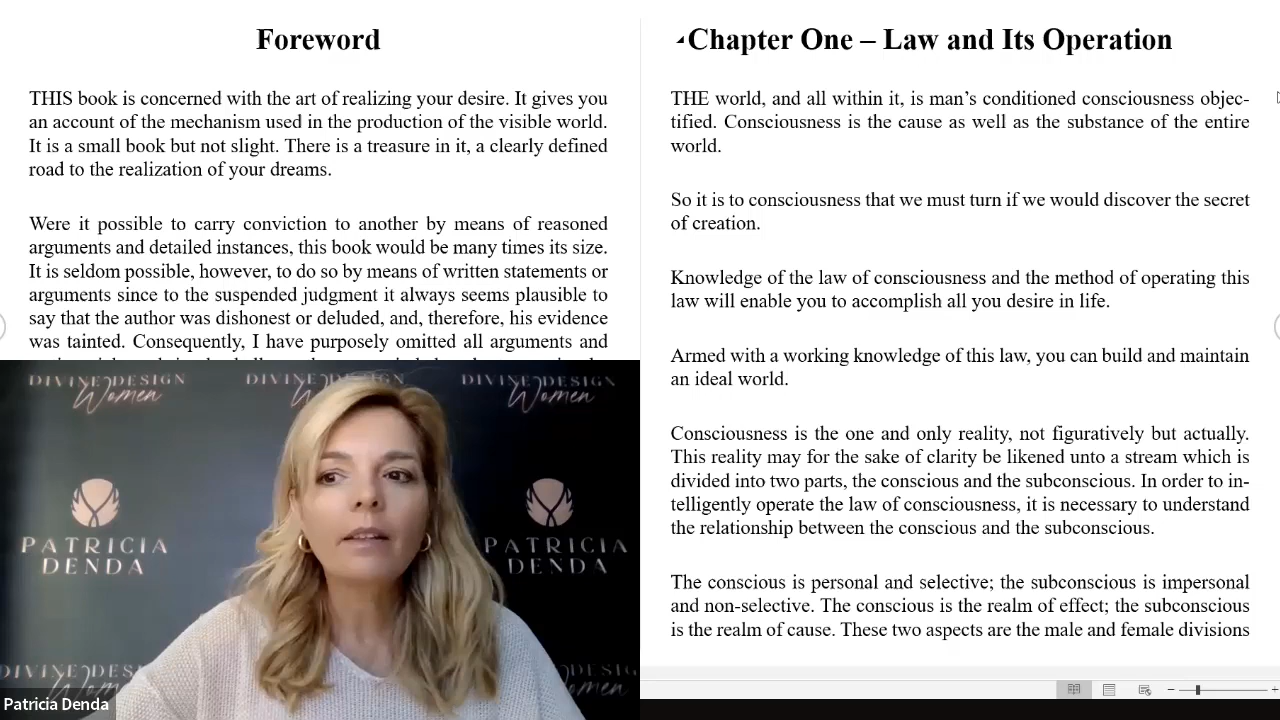 Foreword
THIS book is concerned with the art of realizing your desire. It gives you
an account of the mechanism used in the production of the visible world.
It is a small book but not slight. There is a treasure in it, a clearly defined
road to the realization of your dreams.
Were it possible to carry conviction to another by means of reasoned
arguments and detailed instances, this book would be many times its size.
It is seldom possible, however, to do so by means of written statements or
arguments since to the suspended judgment it always seems plausible to
say that the author was dishonest or deluded, and, therefore, his evidence
was tainted. Consequently, I have purposely omitted all arguments and
Chapter One – Law and Its Operation
THE world, and all within it, is man’s conditioned consciousness objec-
tified. Consciousness is the cause as well as the substance of the entire
world.
So it is to consciousness that we must turn if we would discover the secret
of creation.
Knowledge of the law of consciousness and the method of operating this
law will enable you to accomplish all you desire in life.
Armed with a working knowledge of this law, you can build and maintain
an ideal world.
Consciousness is the one and only reality, not figuratively but actually.
This reality may for the sake of clarity be likened unto a stream which is
divided into two parts, the conscious and the subconscious. In order to in-
telligently operate the law of consciousness, it is necessary to understand
the relationship between the conscious and the subconscious.
The conscious is personal and selective; the subconscious is impersonal
and non-selective. The conscious is the realm of effect; the subconscious
is the realm of cause. These two aspects are the male and female divisions
DIVINE DESIGN
Women
DIVINE DESIGN
DIVINE DESIGN
Women
PATRICIA
DENDA
PATRICIA
DENDA
DIVINE DESIGN
Women
DESIGN
Women
Patricia Denda